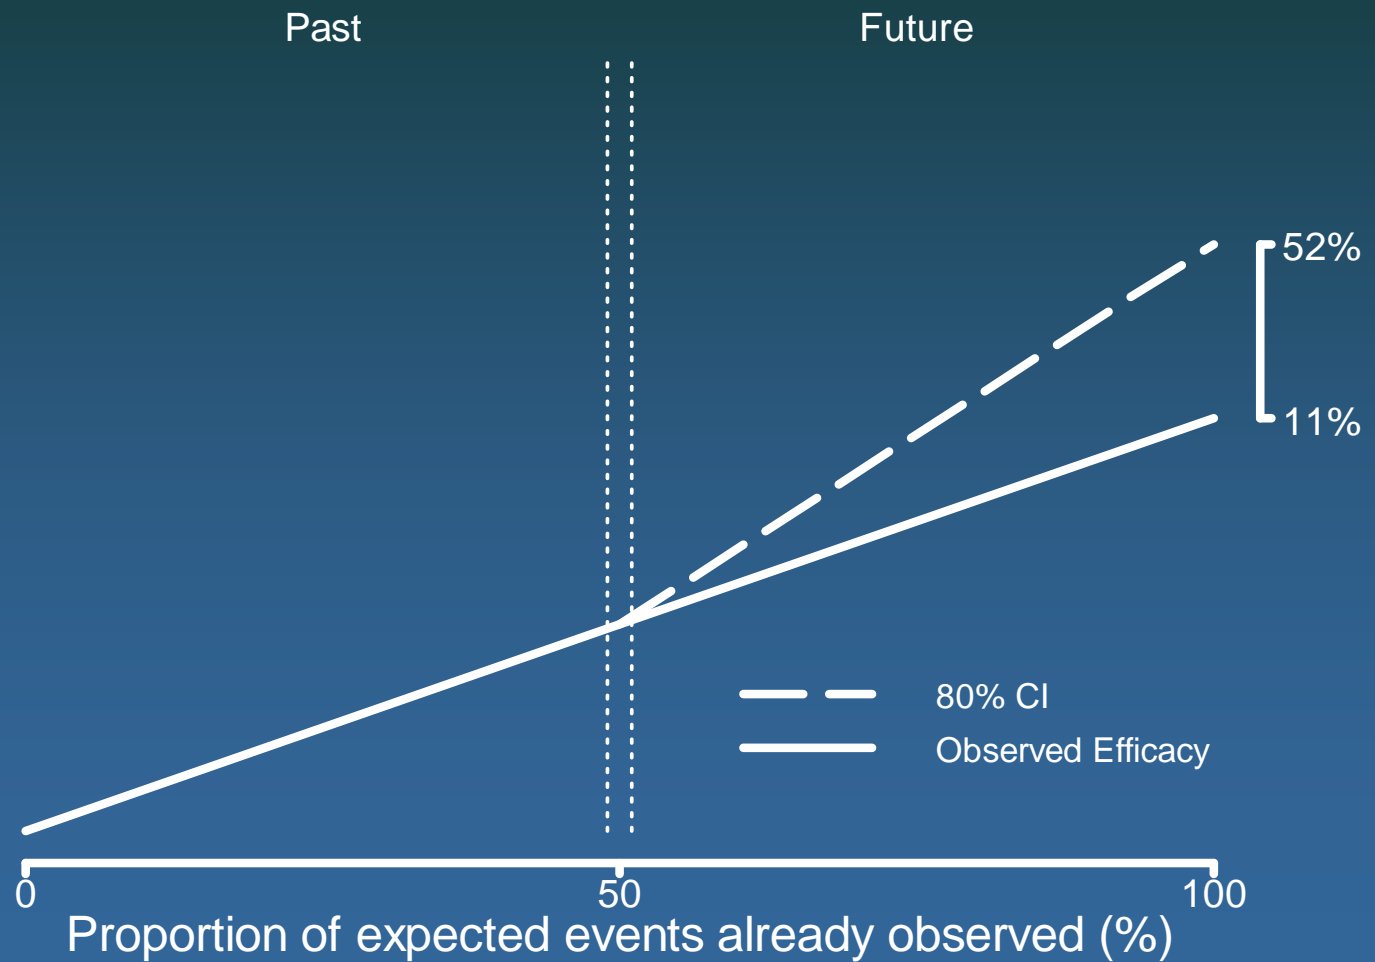 Past
Future
52%
11%
80% CI
Observed Efficacy
0
50
100
Proportion of expected events already observed (%)